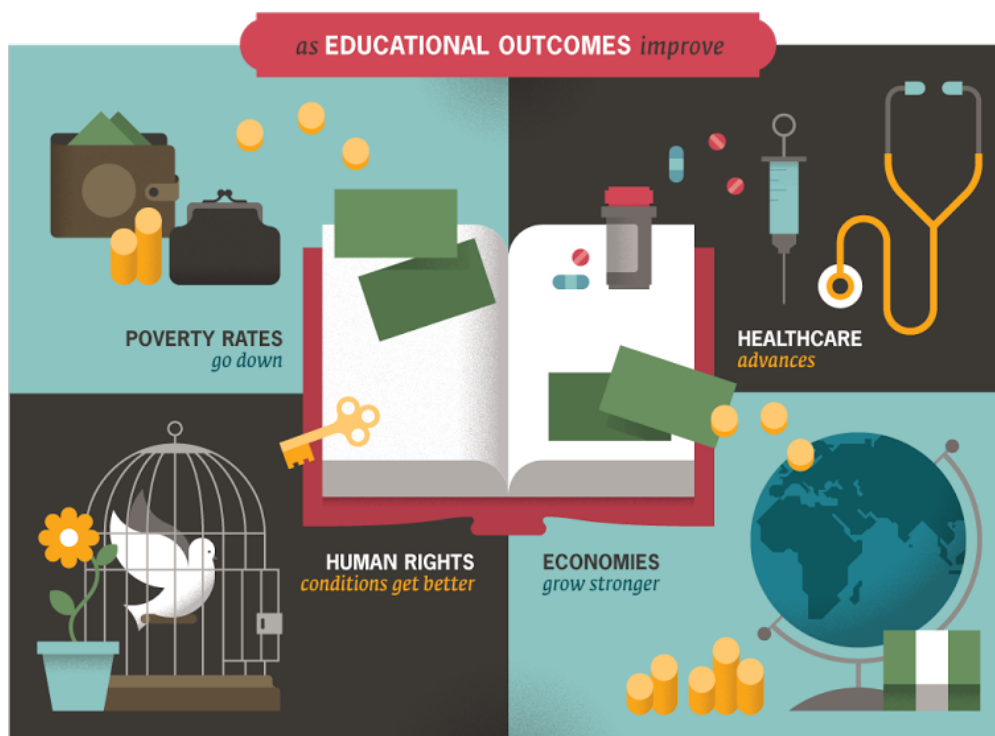 as EDUCATIONAL OUTCOMES improve
POVERTY RATES
go down
HEALTHCARE
advances
HUMAN RIGHTS
conditions get better
ECONOMIES
grow stronger